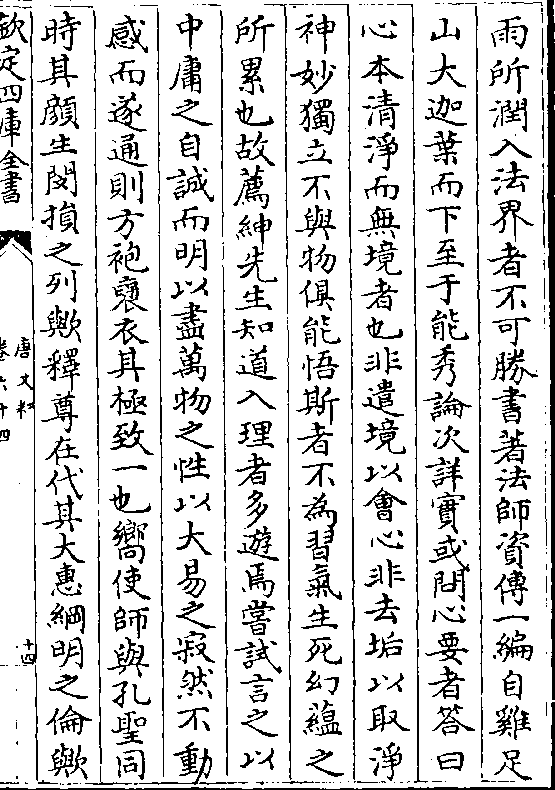 雨所潤入法界者不可勝書著法師資傳一編自雞足
山大迦葉而下至于能秀論次詳實或問心要者答曰
心本清淨而無境者也非遣境以會心非去垢以取淨
神妙獨立不與物俱能悟斯者不為習氣生死幻蘊之
所累也故薦紳先生知道入理者多遊焉嘗試言之以
中庸之自誠而明以盡萬物之性以大易之寂然不動
感而遂通則方袍襃衣其極致一也嚮使師與孔聖同
時其顔生閔損之列歟釋尊在代其大惠綱明之倫歟
欽定四庫全書
唐文粹
卷六十四
十四